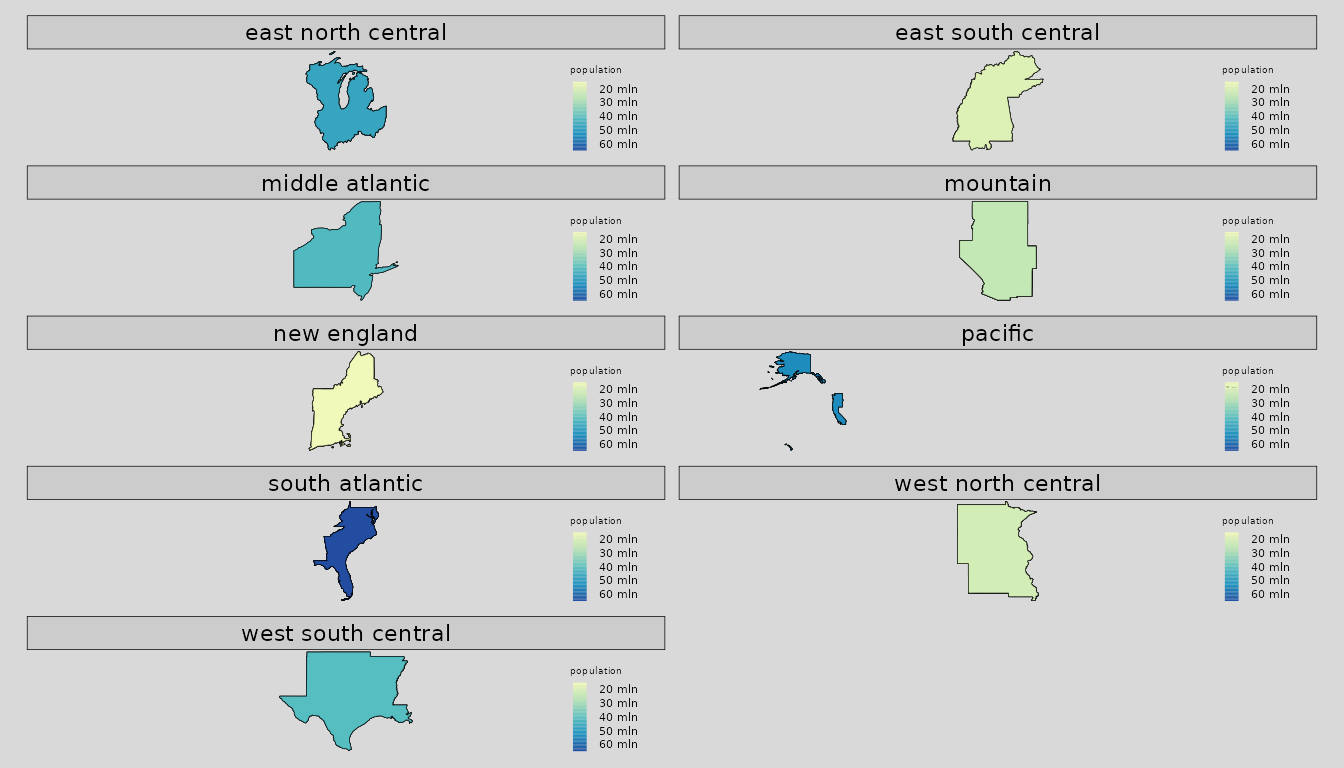 east north central
population
20 mln
30 mln
40 mln
50 mln
60 mln
east south central
population
20 mln
30 mln
40 mln
50 mln
60 mln
middle atlantic
population
20 mln
30 mln
40 mln
50 mln
60 mln
mountain
population
20 mln
30 mln
40 mln
50 mln
60 mln
new england
population
20 mln
30 mln
40 mln
50 mln
60 mln
pacific
population
20 mln
30 mln
40 mln
50 mln
60 mln
south atlantic
population
20 mln
30 mln
40 mln
50 mln
60 mln
west north central
population
20 mln
30 mln
40 mln
50 mln
60 mln
west south central
population
20 mln
30 mln
40 mln
50 mln
60 mln